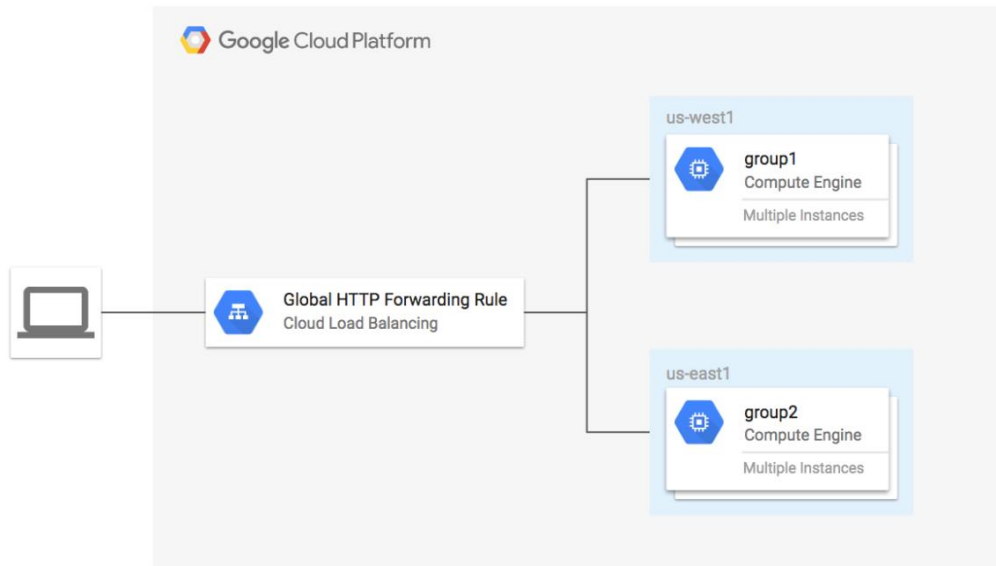 Google Cloud Platform
us-west1
group1
Compute Engine
Multiple Instances
Global HTTP Forwarding Rule
Cloud Load Balancing
us-east1
group2
Compute Engine
Multiple Instances